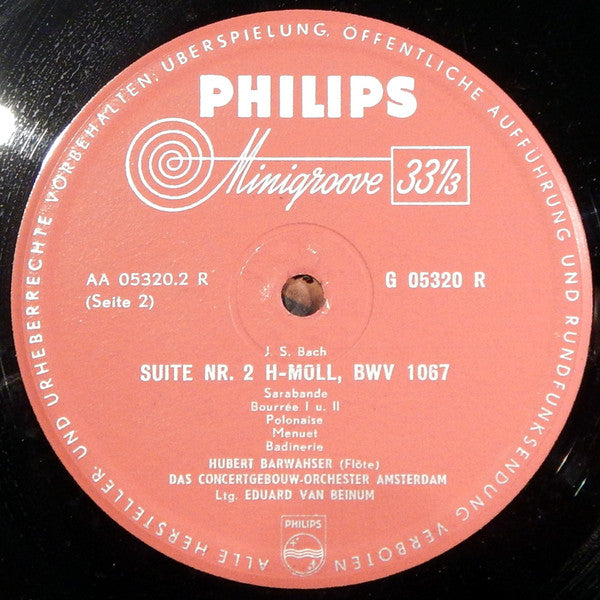 ALLE HERSTELLER- UND URHEBERRECHTE VORBEHALTEN. ÜBERSPIELUNG, ÖFFENTLICHE AUFFÜHRUNG UND RUNDFUNKSENDUNG VERBOTEN
PHILIPS
Minigroove 33⅓
AA 05320.2 R
(Seite 2)
G 05320 R
J. S. Bach
SUITE NR. 2 H-MOLL, BWV 1067
Sarabande
Bourrée I u. II
Polonaise
Menuet
Badinerie
HUBERT BARWAHSER (Flöte)
DAS CONCERTGEBOUW-ORCHESTER AMSTERDAM
Ltg. EDUARD VAN BEINUM
PHILIPS